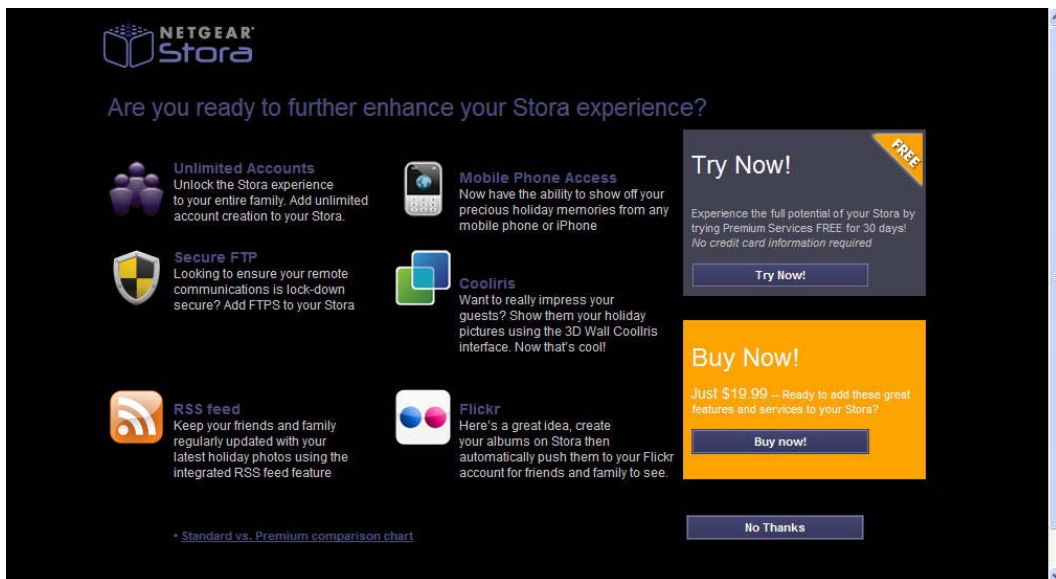 NETGEAR®
Stora
Are you ready to further enhance your Stora experience?
Unlimited Accounts
Unlock the Stora experience
to your entire family. Add unlimited
account creation to your Stora.
Secure FTP
Looking to ensure your remote
communications is lock-down
secure? Add FTPS to your Stora
RSS feed
Keep your friends and family
regularly updated with your
latest holiday photos using the
integrated RSS feed feature
Mobile Phone Access
Now have the ability to show off your
precious holiday memories from any
mobile phone or iPhone
Cooliris
Want to really impress your
guests? Show them your holiday
pictures using the 3D Wall CoolIris
interface. Now that's cool!
Flickr
Here's a great idea, create
your albums on Stora then
automatically push them to your Flickr
account for friends and family to see.
FREE
Try Now!
Experience the full potential of your Stora by
trying Premium Services FREE for 30 days!
No credit card information required
Try Now!
Buy Now!
Just $19.99 – Ready to add these great
features and services to your Stora?
Buy now!
No Thanks
• Standard vs. Premium comparison chart